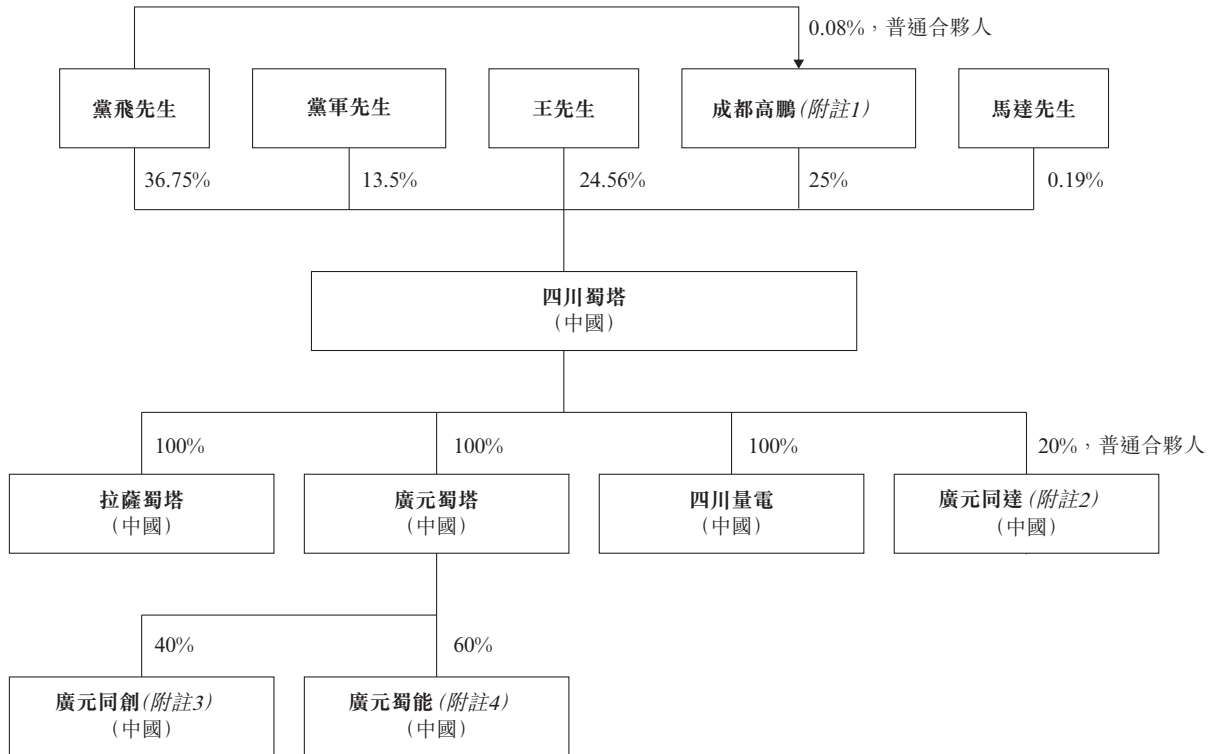 0.08%，普通合夥人
黨飛先生
黨軍先生
王先生
成都高鵬(附註1)
馬達先生
36.75%
13.5%
24.56%
25%
0.19%
四川蜀塔
（中國）
100%
100%
100%
20%，普通合夥人
拉薩蜀塔
（中國）
廣元蜀塔
（中國）
四川量電
（中國）
廣元同達(附註2)
（中國）
40%
60%
廣元同創(附註3)
（中國）
廣元蜀能(附註4)
（中國）